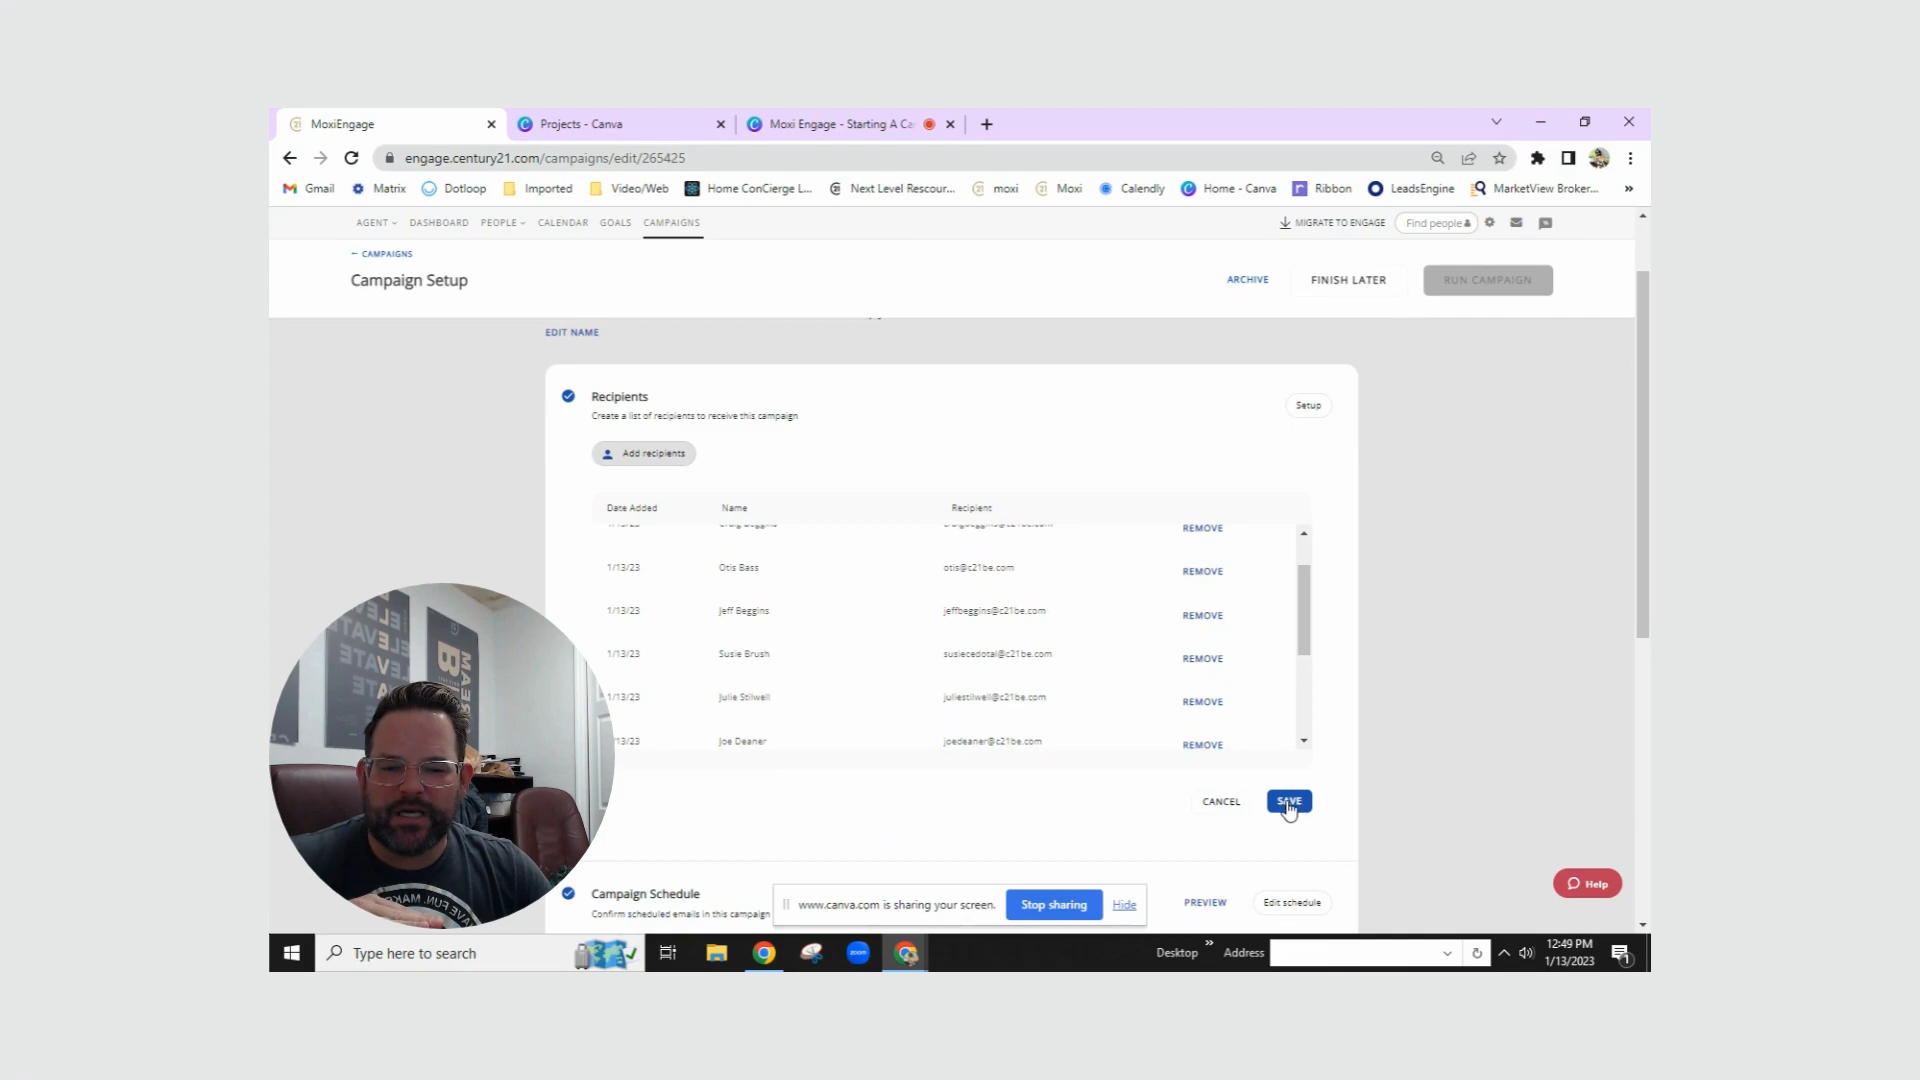 MoxiEngage
Projects - Canva
Moxi Engage - Starting A Ca
engage.century21.com/campaigns/edit/265425
Gmail
Matrix
Dotloop
Imported
Video/Web
Home ConCierge L...
Next Level Rescour...
moxi
Moxi
Calendly
Home - Canva
Ribbon
LeadsEngine
MarketView Broker...
AGENT
DASHBOARD
PEOPLE
CALENDAR
GOALS
CAMPAIGNS
MIGRATE TO ENGAGE
Find people
← CAMPAIGNS
Campaign Setup
ARCHIVE
FINISH LATER
RUN CAMPAIGN
EDIT NAME
Recipients
Create a list of recipients to receive this campaign
Setup
Add recipients
Date Added Name Recipient
REMOVE
1/13/23 Otis Bass otis@c21be.com REMOVE
1/13/23 Jeff Beggins jeffbeggins@c21be.com REMOVE
1/13/23 Susie Brush susiecedotal@c21be.com REMOVE
1/13/23 Julie Stilwell juliestilwell@c21be.com REMOVE
/13/23 Joe Deaner joedeaner@c21be.com REMOVE
CANCEL
SAVE
Campaign Schedule
Confirm scheduled emails in this campaign
www.canva.com is sharing your screen.
Stop sharing
Hide
PREVIEW
Edit schedule
Help
Type here to search
zoom
Desktop
Address
12:49 PM
1/13/2023
1